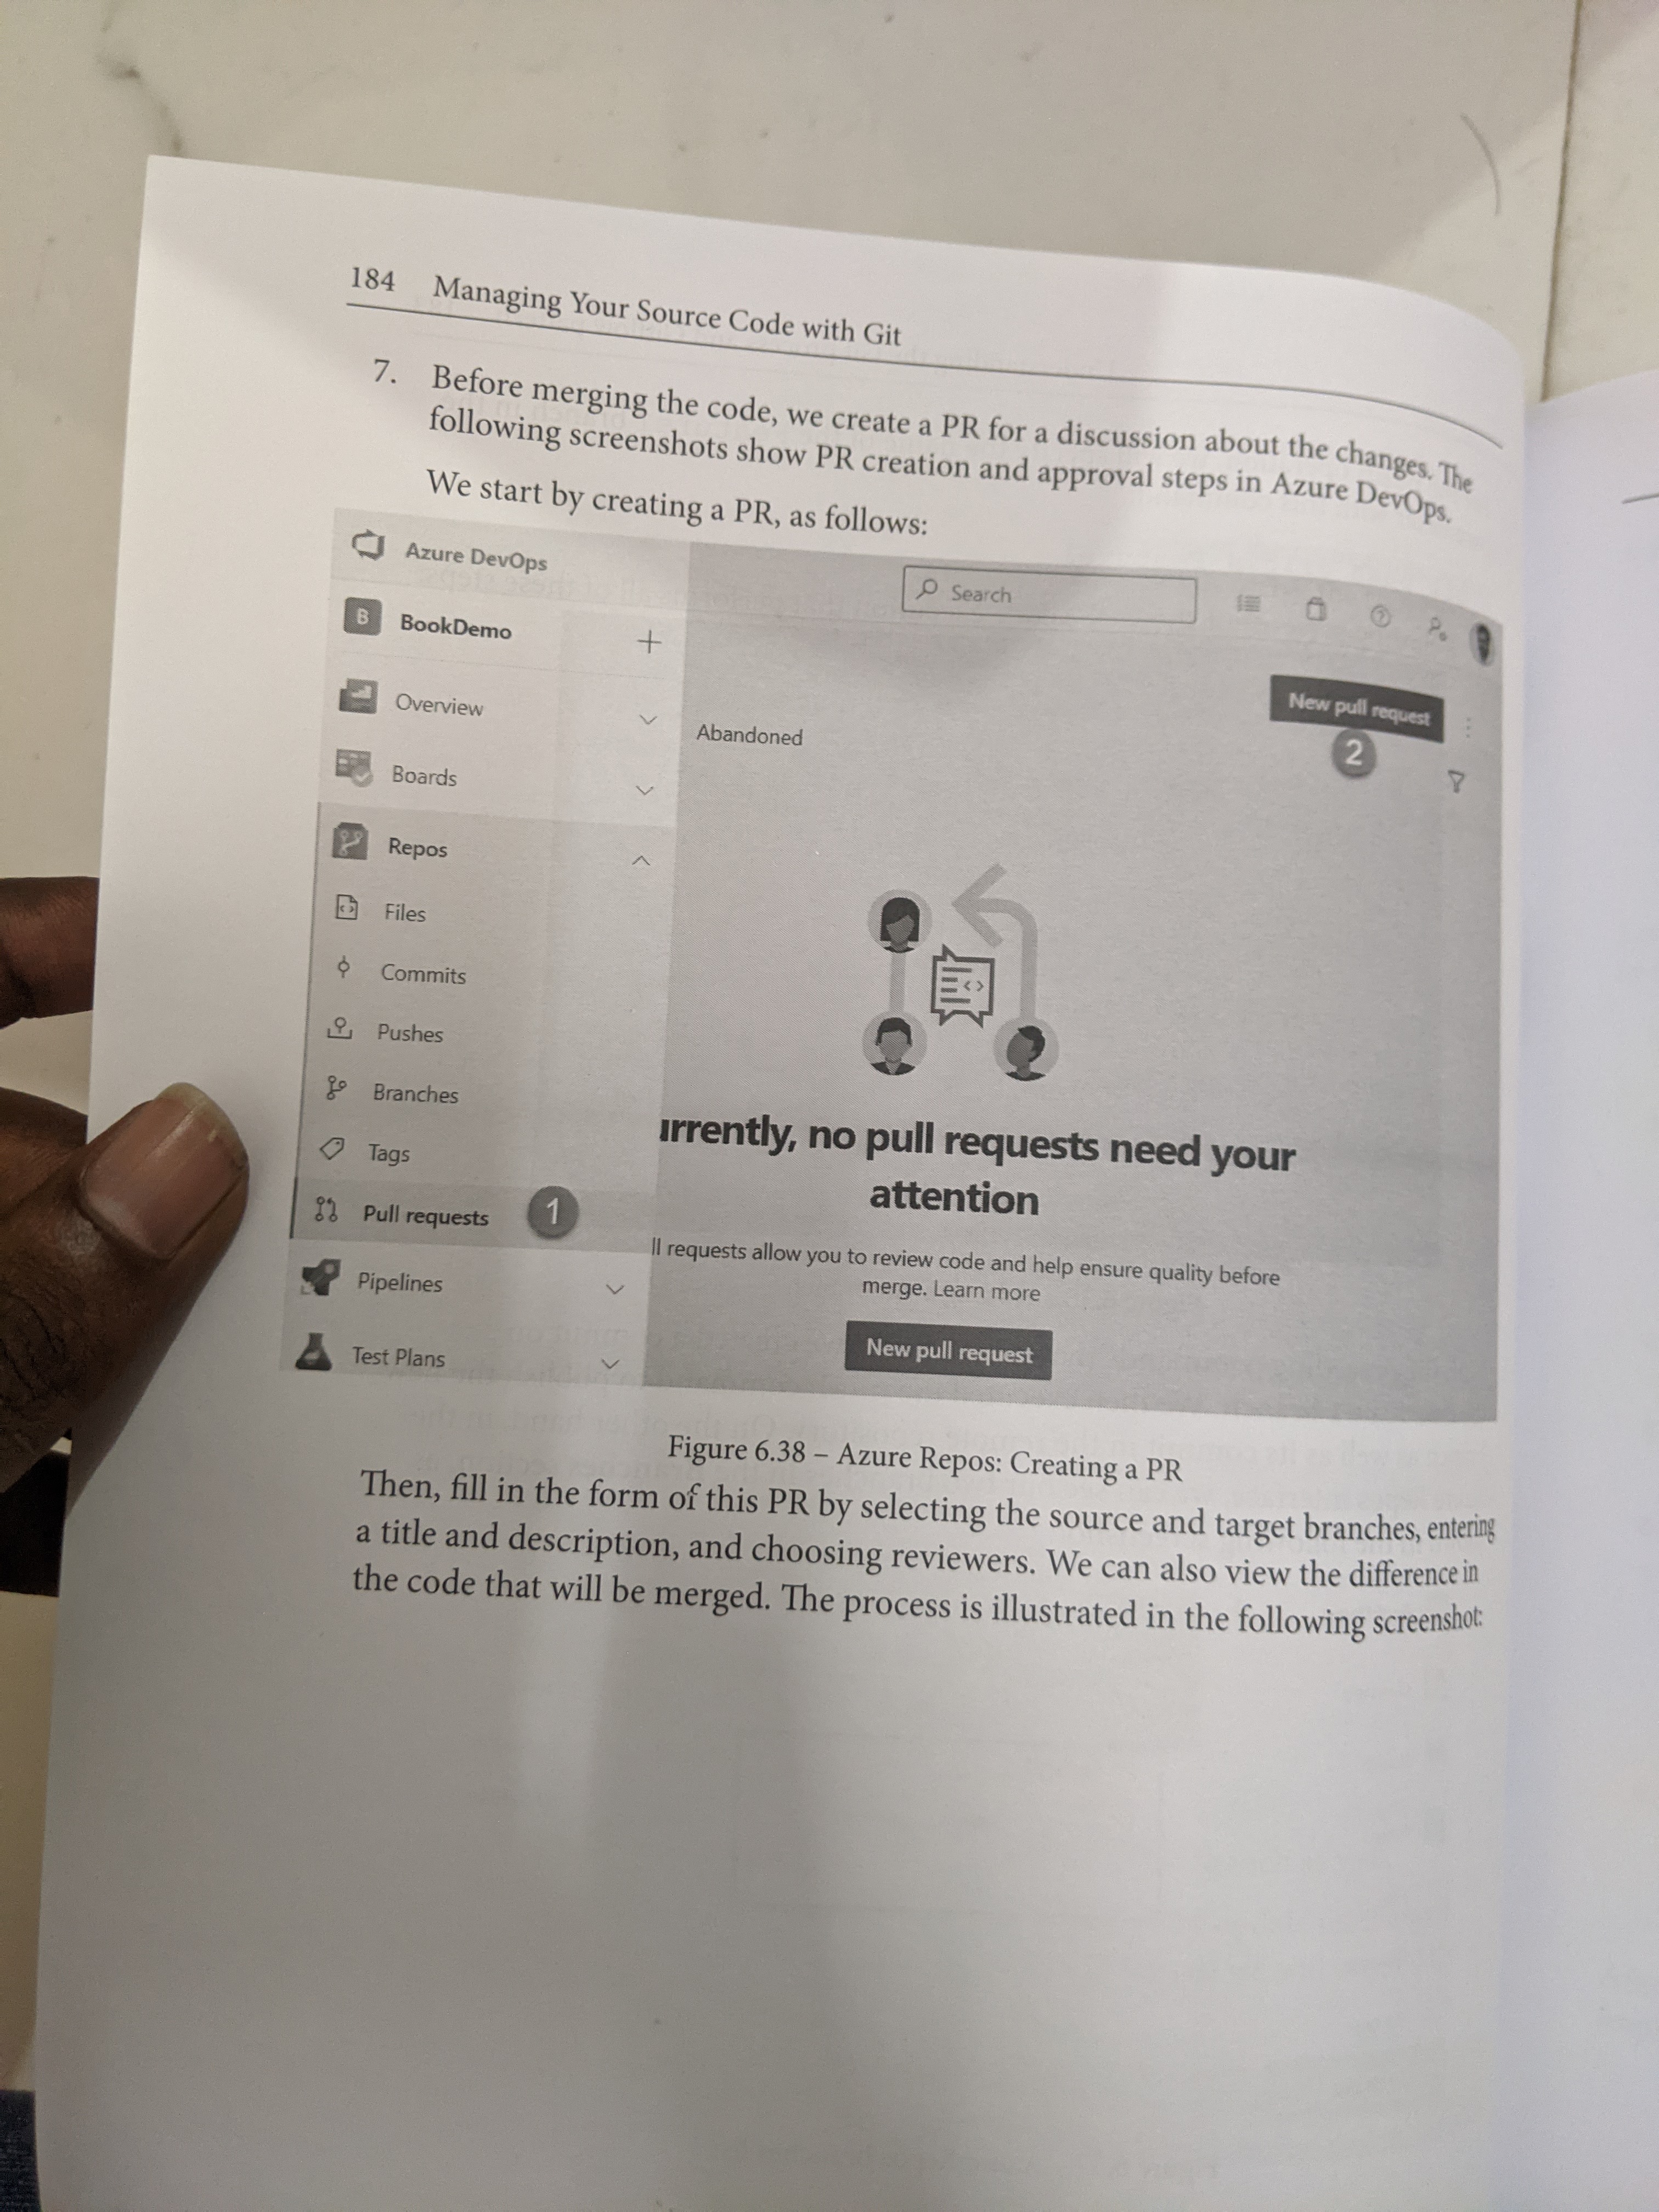 184 Managing Your Source Code with Git
7. Before merging the code, we create a PR for a discussion about the changes. The
following screenshots show PR creation and approval steps in Azure DevOps.
We start by creating a PR, as follows:
Azure DevOps
Search
B BookDemo
Overview
New pull request
Abandoned
2
Boards
Repos
Files
Commits
Pushes
Branches
Tags
Pull requests 1
Pipelines
Test Plans
urrently, no pull requests need your
attention
ll requests allow you to review code and help ensure quality before
merge. Learn more
New pull request
Figure 6.38 – Azure Repos: Creating a PR
Then, fill in the form of this PR by selecting the source and target branches, entering
a title and description, and choosing reviewers. We can also view the difference in
the code that will be merged. The process is illustrated in the following screenshot: